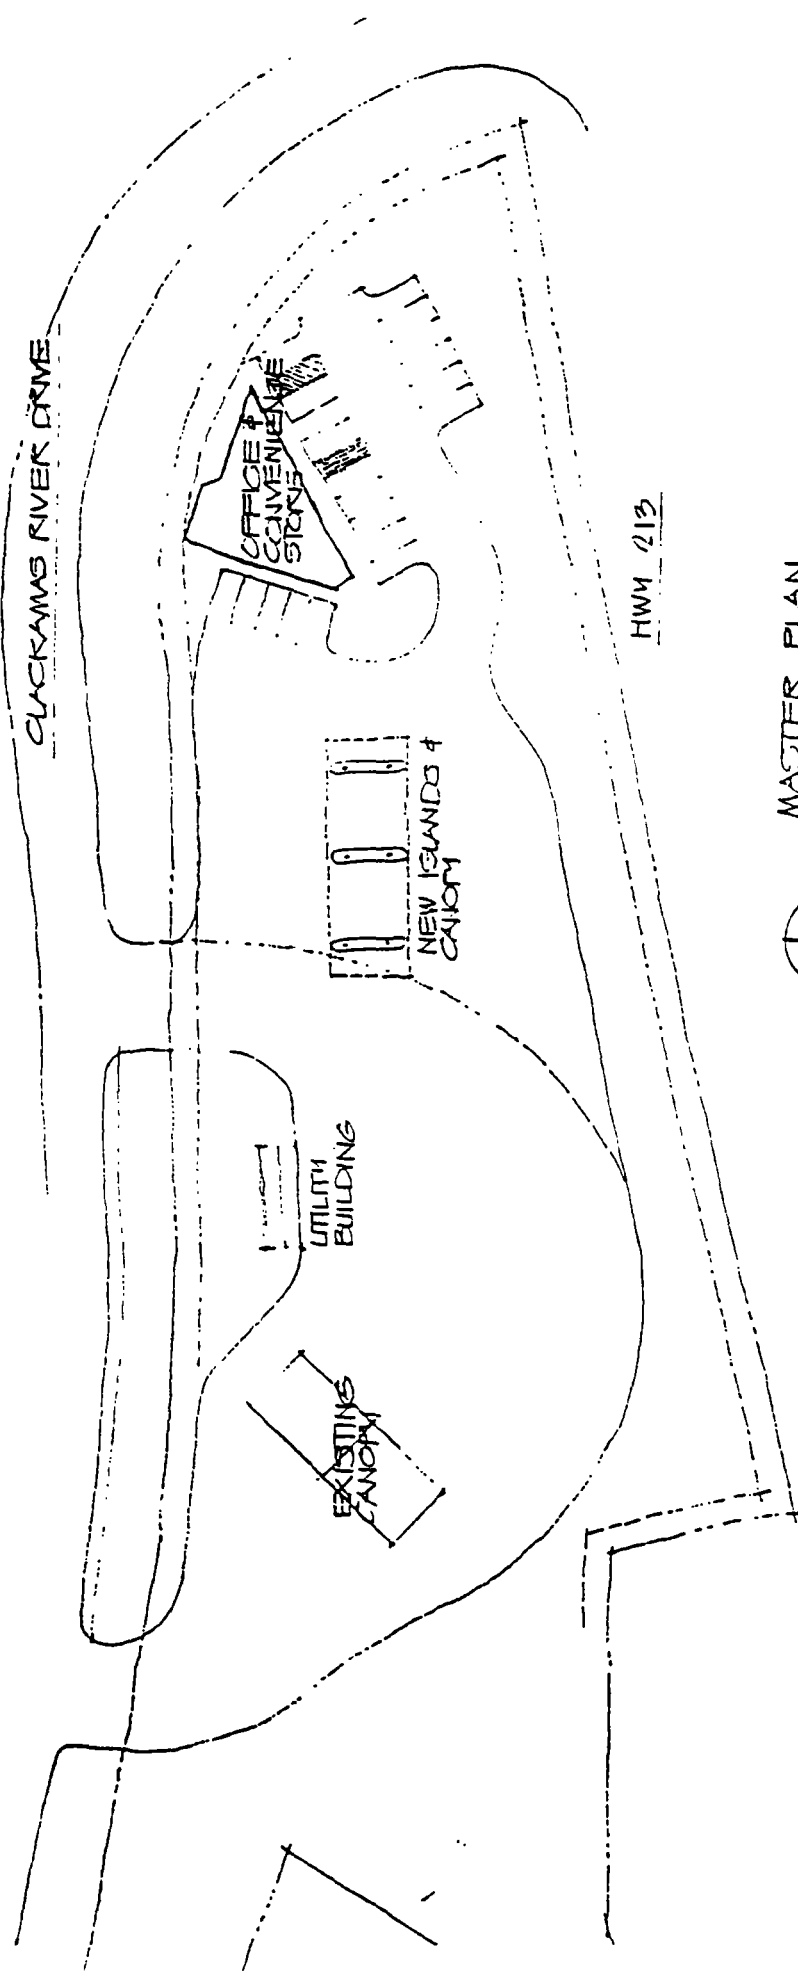 CLACKAMAS RIVER DRIVE
OFFICE &
CONVENIENCE
STORE
HWY 213
NEW ISLANDS &
CANOPY
UTILITY
BUILDING
EXISTING
CANOPY
MASTER PLAN